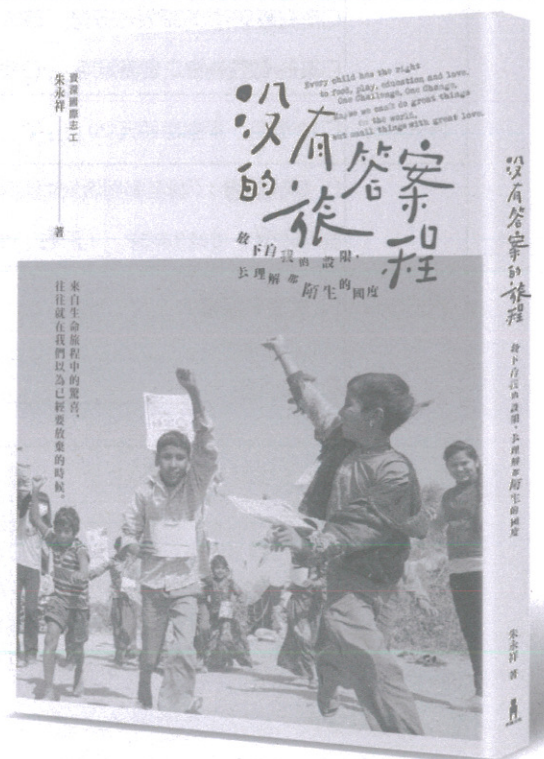 資深國際志工
朱永祥 著
Every child has the right
to food, play, education and love.
One Challenge, One Change.
Maybe we can't do great things
in the world,
but small things with great love.
沒有答案
的旅程
放下自我的設限，
去理解那陌生的國度
來自生命旅程中的驚喜，
往往就在我們以為已經要放棄的時候。
沒有答案的旅程
放下自我的設限，去理解那陌生的國度
朱永祥 著